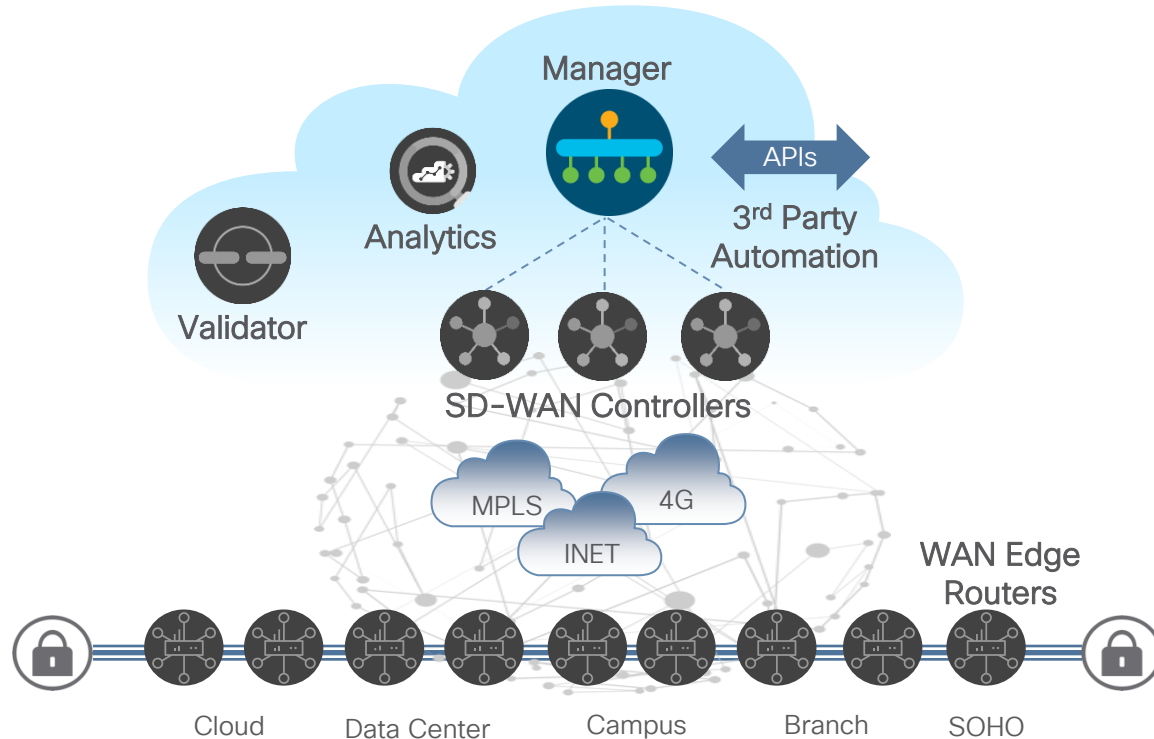 Manager
APIs
3rd Party
Automation
Analytics
Validator
SD-WAN Controllers
MPLS
4G
INET
WAN Edge
Routers
Cloud
Data Center
Campus
Branch
SOHO